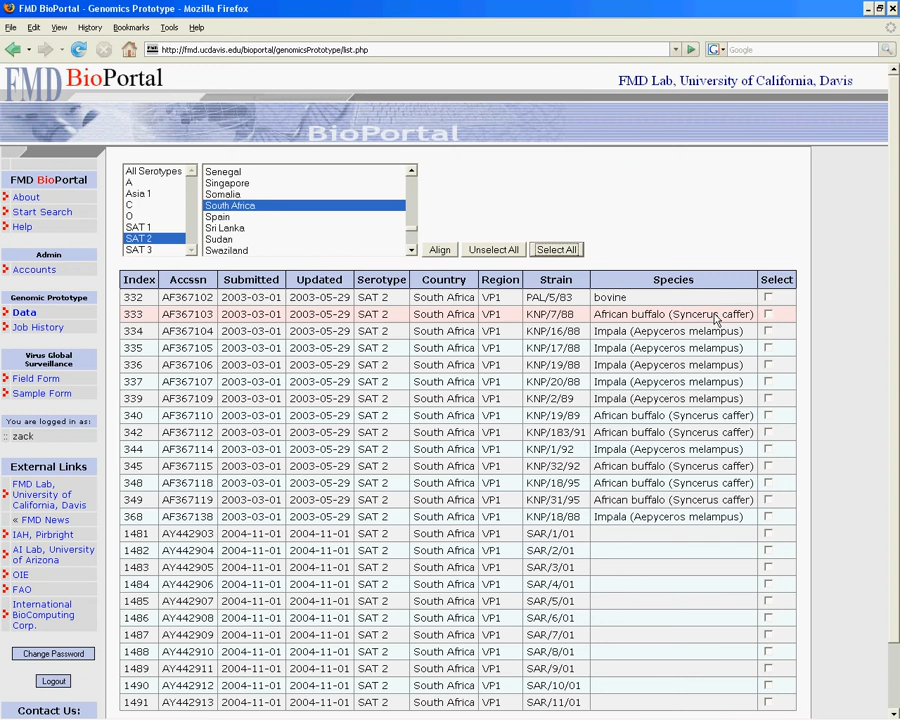 FMD BioPortal - Genomics Prototype - Mozilla Firefox
File Edit View History Bookmarks Tools Help
http://fmd.ucdavis.edu/bioportal/genomicsPrototype/list.php
Google
FMD BioPortal
FMD Lab, University of California, Davis
BioPortal
FMD BioPortal
About
Start Search
Help
Admin
Accounts
Genomic Prototype
Data
Job History
Virus Global
Surveillance
Field Form
Sample Form
You are logged in as:
:: zack
External Links
FMD Lab,
University of
California, Davis
« FMD News
IAH, Pirbright
AI Lab, University
of Arizona
OIE
FAO
International
BioComputing
Corp.
Change Password
Logout
Contact Us:
All Serotypes
A
Asia 1
C
O
SAT 1
SAT 2
SAT 3
Senegal
Singapore
Somalia
South Africa
Spain
Sri Lanka
Sudan
Swaziland
Align Unselect All Select All
Index Accssn Submitted Updated Serotype Country Region Strain Species Select
332 AF367102 2003-03-01 2003-05-29 SAT 2 South Africa VP1 PAL/5/83 bovine
333 AF367103 2003-03-01 2003-05-29 SAT 2 South Africa VP1 KNP/7/88 African buffalo (Syncerus caffer)
334 AF367104 2003-03-01 2003-05-29 SAT 2 South Africa VP1 KNP/16/88 Impala (Aepyceros melampus)
335 AF367105 2003-03-01 2003-05-29 SAT 2 South Africa VP1 KNP/17/88 Impala (Aepyceros melampus)
336 AF367106 2003-03-01 2003-05-29 SAT 2 South Africa VP1 KNP/19/88 Impala (Aepyceros melampus)
337 AF367107 2003-03-01 2003-05-29 SAT 2 South Africa VP1 KNP/20/88 Impala (Aepyceros melampus)
339 AF367109 2003-03-01 2003-05-29 SAT 2 South Africa VP1 KNP/2/89 Impala (Aepyceros melampus)
340 AF367110 2003-03-01 2003-05-29 SAT 2 South Africa VP1 KNP/19/89 African buffalo (Syncerus caffer)
342 AF367112 2003-03-01 2003-05-29 SAT 2 South Africa VP1 KNP/183/91 African buffalo (Syncerus caffer)
344 AF367114 2003-03-01 2003-05-29 SAT 2 South Africa VP1 KNP/1/92 Impala (Aepyceros melampus)
345 AF367115 2003-03-01 2003-05-29 SAT 2 South Africa VP1 KNP/32/92 African buffalo (Syncerus caffer)
348 AF367118 2003-03-01 2003-05-29 SAT 2 South Africa VP1 KNP/18/95 African buffalo (Syncerus caffer)
349 AF367119 2003-03-01 2003-05-29 SAT 2 South Africa VP1 KNP/31/95 African buffalo (Syncerus caffer)
368 AF367138 2003-03-01 2003-05-29 SAT 2 South Africa VP1 KNP/18/88 Impala (Aepyceros melampus)
1481 AY442903 2004-11-01 2004-11-01 SAT 2 South Africa VP1 SAR/1/01
1482 AY442904 2004-11-01 2004-11-01 SAT 2 South Africa VP1 SAR/2/01
1483 AY442905 2004-11-01 2004-11-01 SAT 2 South Africa VP1 SAR/3/01
1484 AY442906 2004-11-01 2004-11-01 SAT 2 South Africa VP1 SAR/4/01
1485 AY442907 2004-11-01 2004-11-01 SAT 2 South Africa VP1 SAR/5/01
1486 AY442908 2004-11-01 2004-11-01 SAT 2 South Africa VP1 SAR/6/01
1487 AY442909 2004-11-01 2004-11-01 SAT 2 South Africa VP1 SAR/7/01
1488 AY442910 2004-11-01 2004-11-01 SAT 2 South Africa VP1 SAR/8/01
1489 AY442911 2004-11-01 2004-11-01 SAT 2 South Africa VP1 SAR/9/01
1490 AY442912 2004-11-01 2004-11-01 SAT 2 South Africa VP1 SAR/10/01
1491 AY442913 2004-11-01 2004-11-01 SAT 2 South Africa VP1 SAR/11/01